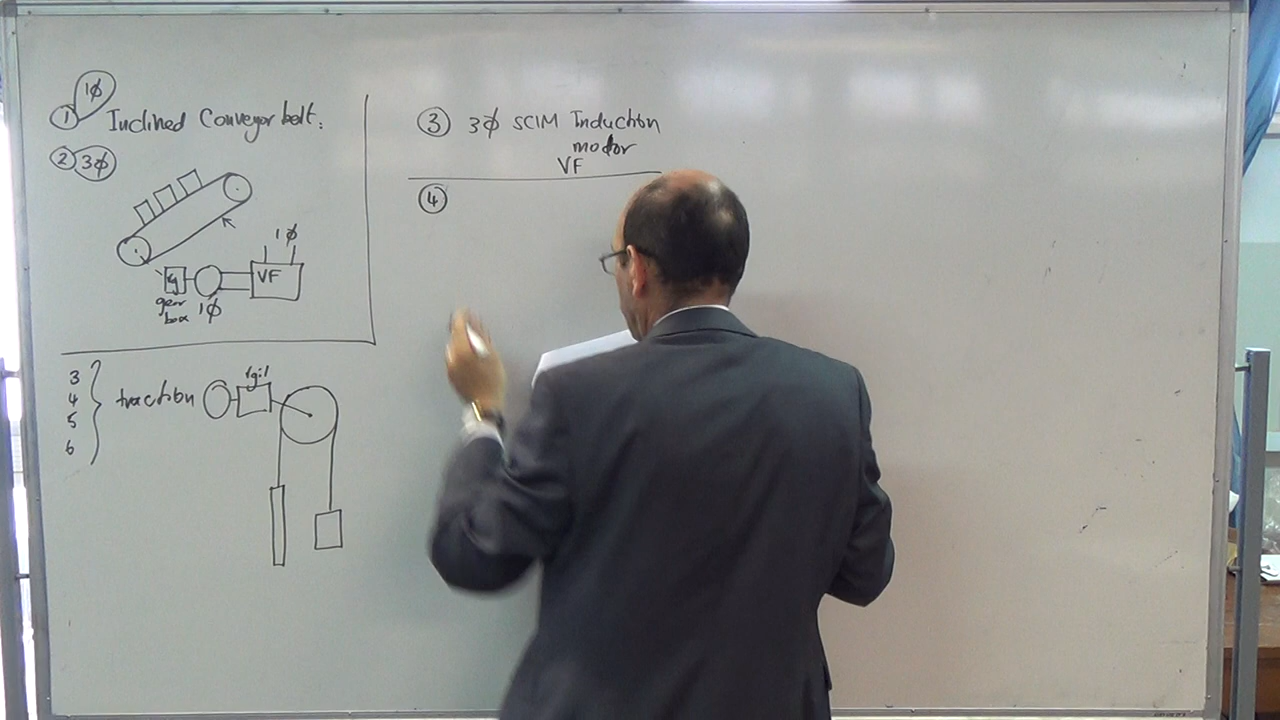 1φ
① Inclined Conveyor belt:
② 3φ
1φ
VF
gear
box
1φ
3
4
5
6
traction
③ 3φ SCIM Induction
motor
VF
④